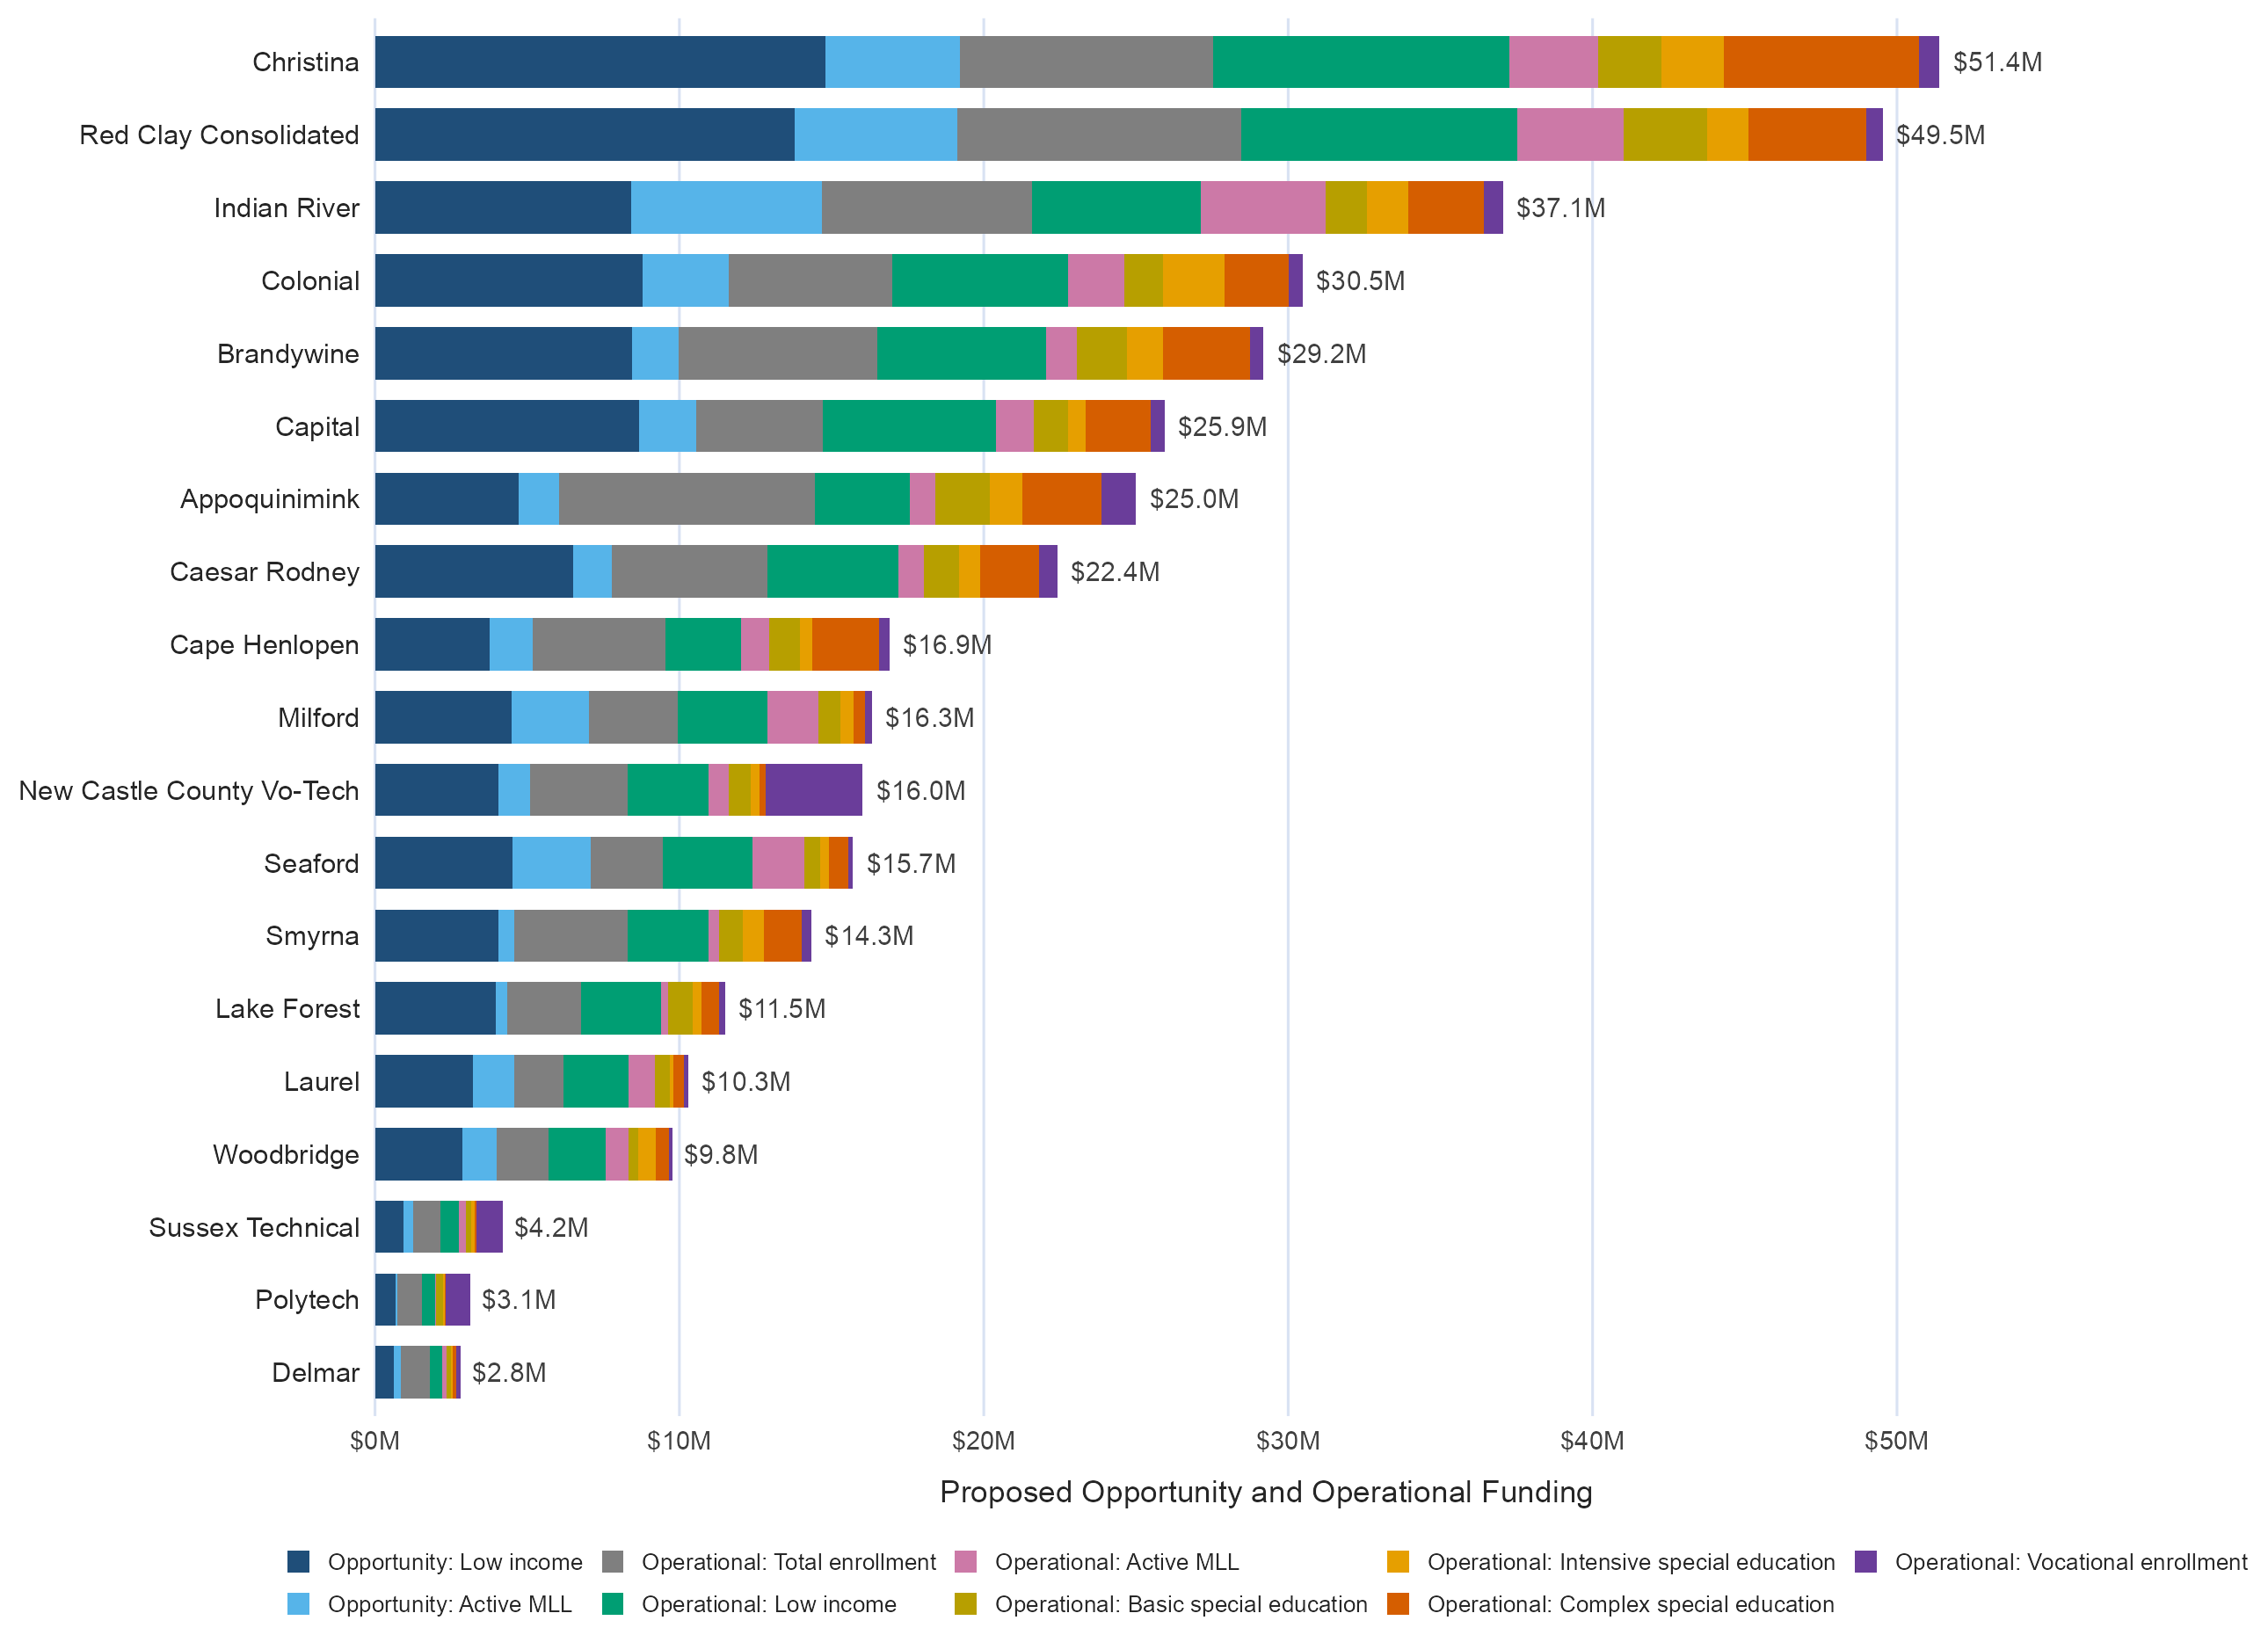 Christina $51.4M
Red Clay Consolidated $49.5M
Indian River $37.1M
Colonial $30.5M
Brandywine $29.2M
Capital $25.9M
Appoquinimink $25.0M
Caesar Rodney $22.4M
Cape Henlopen $16.9M
Milford $16.3M
New Castle County Vo-Tech $16.0M
Seaford $15.7M
Smyrna $14.3M
Lake Forest $11.5M
Laurel $10.3M
Woodbridge $9.8M
Sussex Technical $4.2M
Polytech $3.1M
Delmar $2.8M
$0M $10M $20M $30M $40M $50M
Proposed Opportunity and Operational Funding
Opportunity: Low income Operational: Total enrollment Operational: Active MLL Operational: Intensive special education Operational: Vocational enrollment
Opportunity: Active MLL Operational: Low income Operational: Basic special education Operational: Complex special education